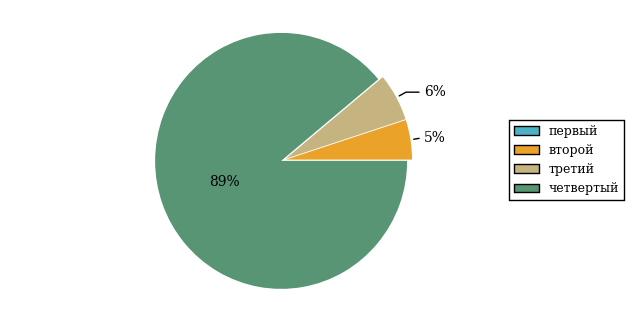 6%
5%
89%
первый
второй
третий
четвертый